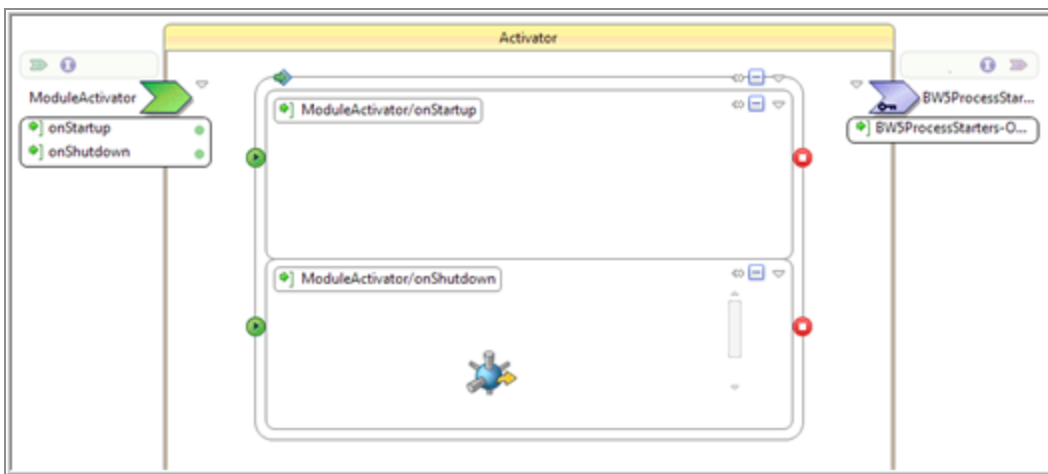 Activator
ModuleActivator
onStartup
onShutdown
ModuleActivator/onStartup
ModuleActivator/onShutdown
BW5ProcessStar...
BW5ProcessStarters-O...